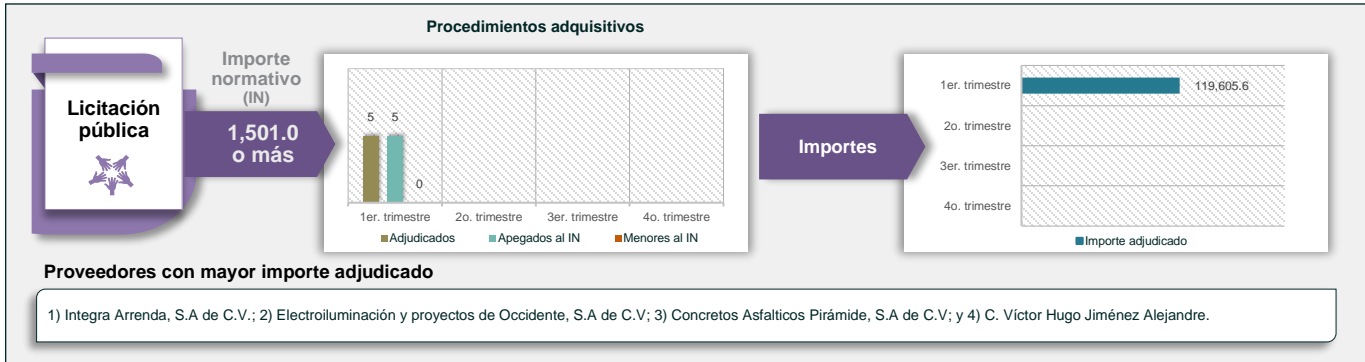 Procedimientos adquisitivos
Licitación
pública
Importe
normativo
(IN)
1,501.0
o más
5 5
0
1er. trimestre 2o. trimestre 3er. trimestre 4o. trimestre
Adjudicados Apegados al IN Menores al IN
Importes
1er. trimestre 119,605.6
2o. trimestre
3er. trimestre
4o. trimestre
Importe adjudicado
Proveedores con mayor importe adjudicado
1) Integra Arrenda, S.A de C.V.; 2) Electroiluminación y proyectos de Occidente, S.A de C.V; 3) Concretos Asfalticos Pirámide, S.A de C.V; y 4) C. Víctor Hugo Jiménez Alejandre.